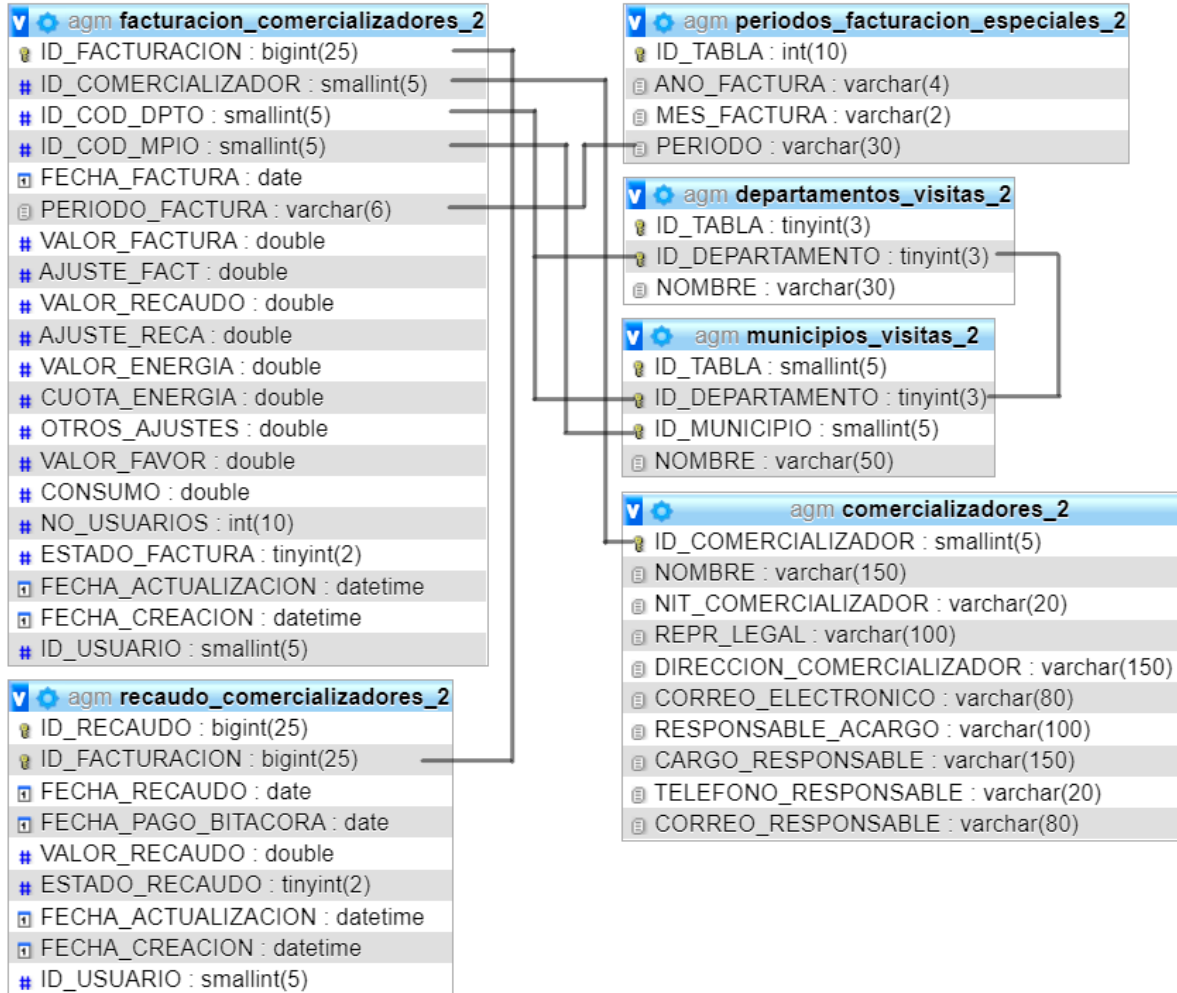 agm facturacion_comercializadores_2
ID_FACTURACION : bigint(25)
ID_COMERCIALIZADOR : smallint(5)
ID_COD_DPTO : smallint(5)
ID_COD_MPIO : smallint(5)
FECHA_FACTURA : date
PERIODO_FACTURA : varchar(6)
VALOR_FACTURA : double
AJUSTE_FACT : double
VALOR_RECAUDO : double
AJUSTE_RECA : double
VALOR_ENERGIA : double
CUOTA_ENERGIA : double
OTROS_AJUSTES : double
VALOR_FAVOR : double
CONSUMO : double
NO_USUARIOS : int(10)
ESTADO_FACTURA : tinyint(2)
FECHA_ACTUALIZACION : datetime
FECHA_CREACION : datetime
ID_USUARIO : smallint(5)
agm recaudo_comercializadores_2
ID_RECAUDO : bigint(25)
ID_FACTURACION : bigint(25)
FECHA_RECAUDO : date
FECHA_PAGO_BITACORA : date
VALOR_RECAUDO : double
ESTADO_RECAUDO : tinyint(2)
FECHA_ACTUALIZACION : datetime
FECHA_CREACION : datetime
ID_USUARIO : smallint(5)
agm periodos_facturacion_especiales_2
ID_TABLA : int(10)
ANO_FACTURA : varchar(4)
MES_FACTURA : varchar(2)
PERIODO : varchar(30)
agm departamentos_visitas_2
ID_TABLA : tinyint(3)
ID_DEPARTAMENTO : tinyint(3)
NOMBRE : varchar(30)
agm municipios_visitas_2
ID_TABLA : smallint(5)
ID_DEPARTAMENTO : tinyint(3)
ID_MUNICIPIO : smallint(5)
NOMBRE : varchar(50)
agm comercializadores_2
ID_COMERCIALIZADOR : smallint(5)
NOMBRE : varchar(150)
NIT_COMERCIALIZADOR : varchar(20)
REPR_LEGAL : varchar(100)
DIRECCION_COMERCIALIZADOR : varchar(150)
CORREO_ELECTRONICO : varchar(80)
RESPONSABLE_ACARGO : varchar(100)
CARGO_RESPONSABLE : varchar(150)
TELEFONO_RESPONSABLE : varchar(20)
CORREO_RESPONSABLE : varchar(80)